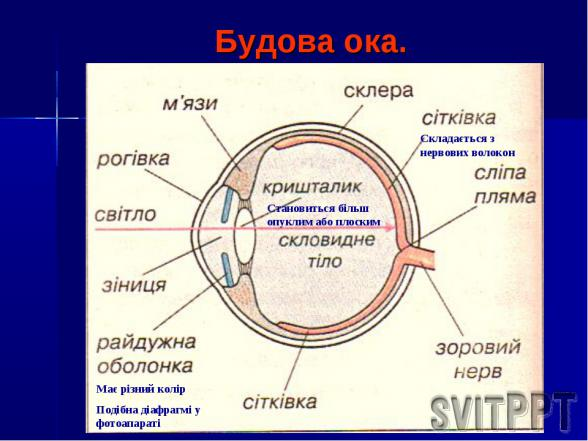 Будова ока.
м'язи
склера
сітківка
Складається з
нервових волокон
рогівка
сліпа
пляма
кришталик
Становиться більш
опуклим або плоским
світло
скловидне
тіло
зіниця
райдужна
оболонка
зоровий
нерв
Має різний колір
Подібна діафрагмі у
фотоапараті
сітківка
SVITPPT